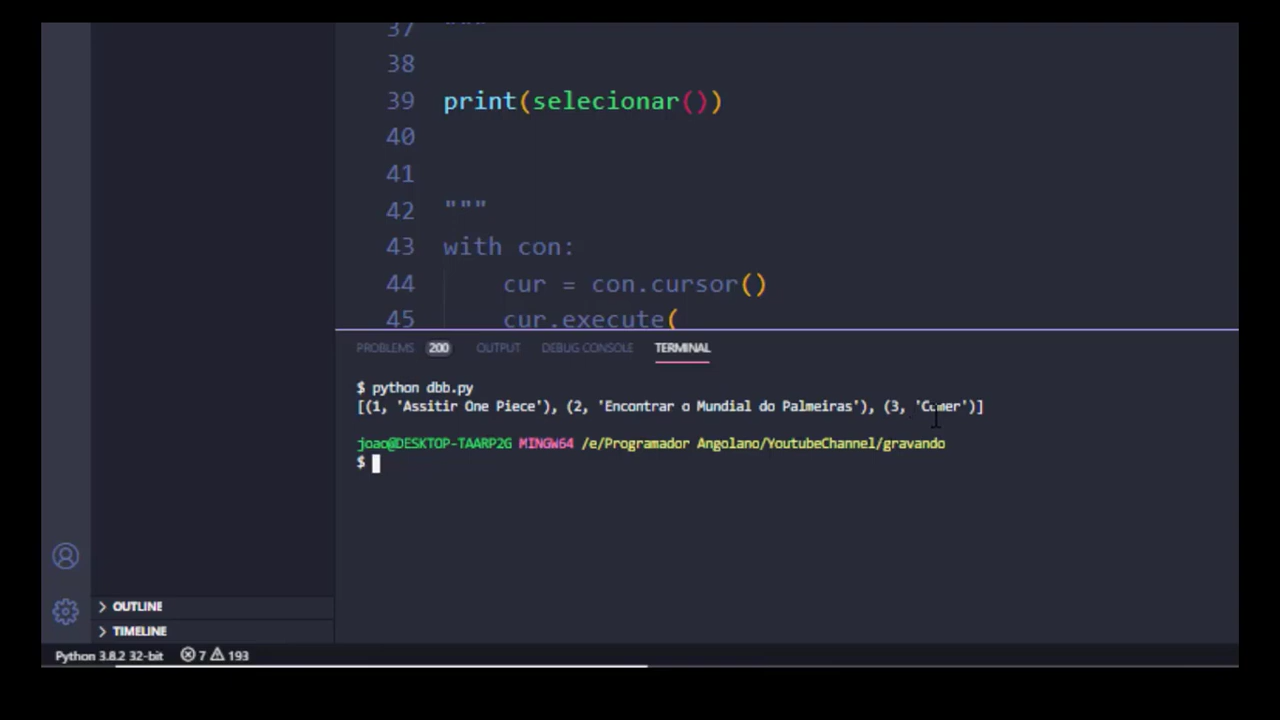 37 """
38
39 print(selecionar())
40
41
42 """
43 with con:
44 cur = con.cursor()
45 cur.execute(
PROBLEMS 200 OUTPUT DEBUG CONSOLE TERMINAL
$ python dbb.py
[(1, 'Assitir One Piece'), (2, 'Encontrar o Mundial do Palmeiras'), (3, 'Comer')]
joao@DESKTOP-TAARP2G MINGW64 /e/Programador Angolano/YoutubeChannel/gravando
$
OUTLINE
TIMELINE
Python 3.8.2 32-bit 7 193